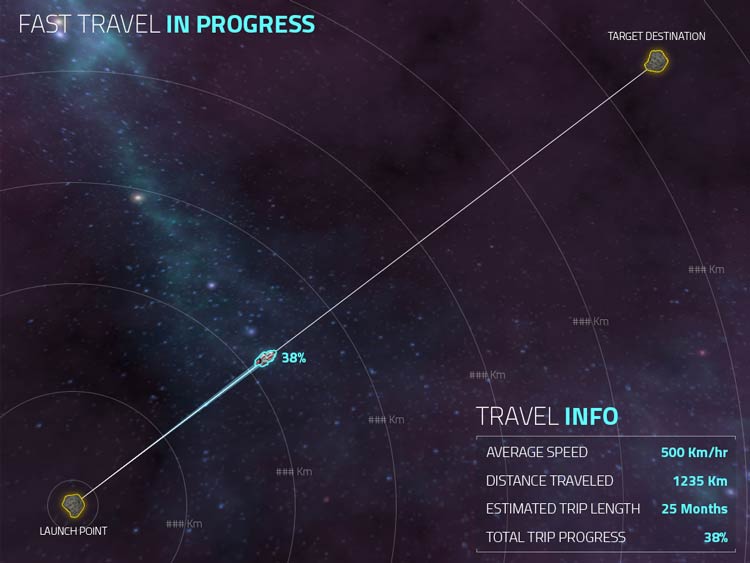 FAST TRAVEL IN PROGRESS
TARGET DESTINATION
### Km
### Km
38%
### Km
### Km
### Km
### Km
LAUNCH POINT
TRAVEL INFO
AVERAGE SPEED 500 Km/hr
DISTANCE TRAVELED 1235 Km
ESTIMATED TRIP LENGTH 25 Months
TOTAL TRIP PROGRESS 38%